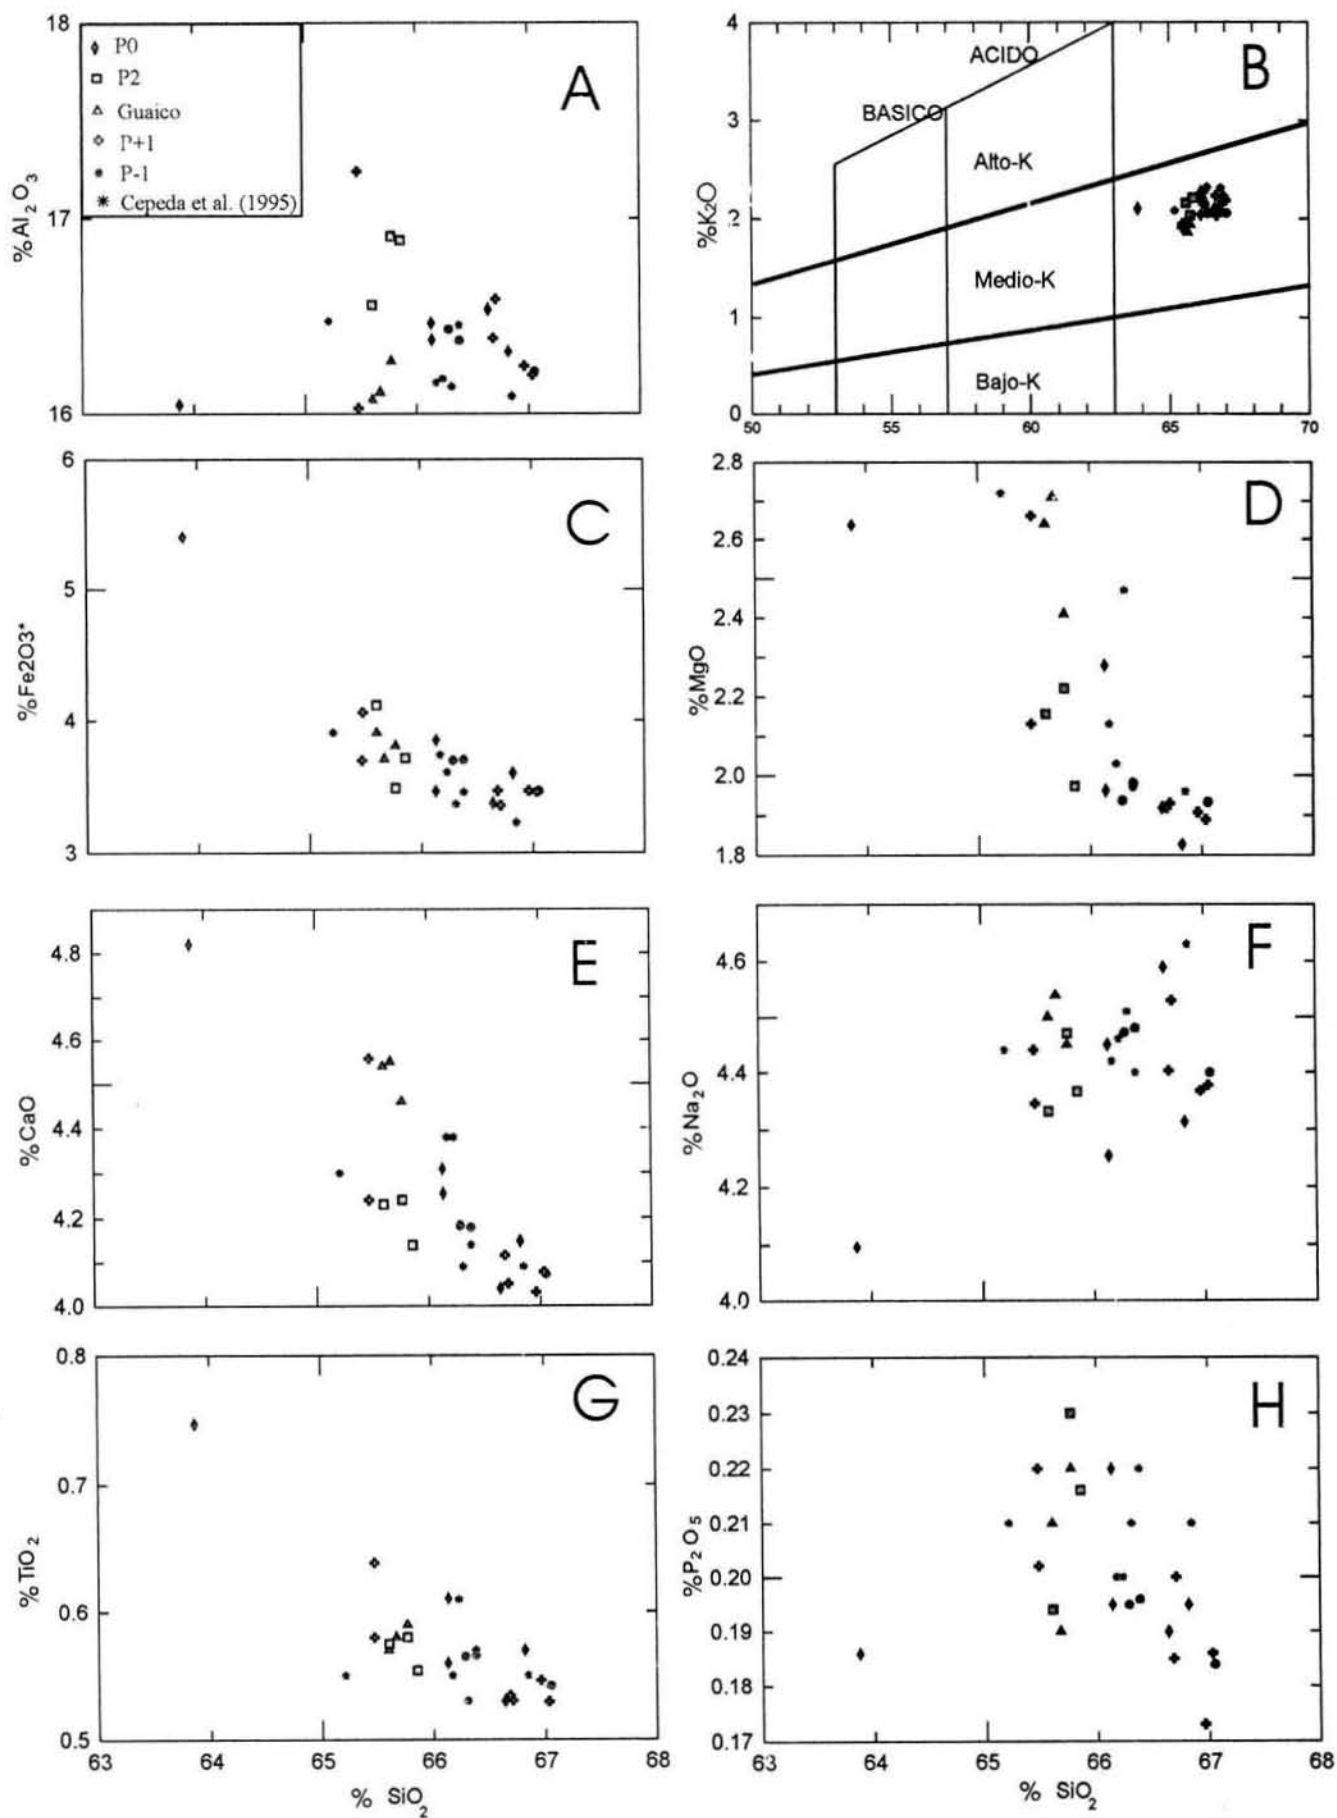 18
P0
P2
Guaico
P+1
P-1
Cepeda et al. (1995)
A
17
16
%Al2O3
4
3
2
1
0
%K2O
ACIDO
BASICO
Alto-K
Medio-K
Bajo-K
B
50
55
60
65
70
6
5
4
3
%Fe2O3*
C
2.8
2.6
2.4
2.2
2.0
1.8
%MgO
D
4.8
4.6
4.4
4.2
4.0
%CaO
E
4.6
4.4
4.2
4.0
%Na2O
F
0.8
0.7
0.6
0.5
%TiO2
G
63
64
65
66
67
68
% SiO2
0.24
0.23
0.22
0.21
0.20
0.19
0.18
0.17
%P2O5
H
63
64
65
66
67
68
% SiO2